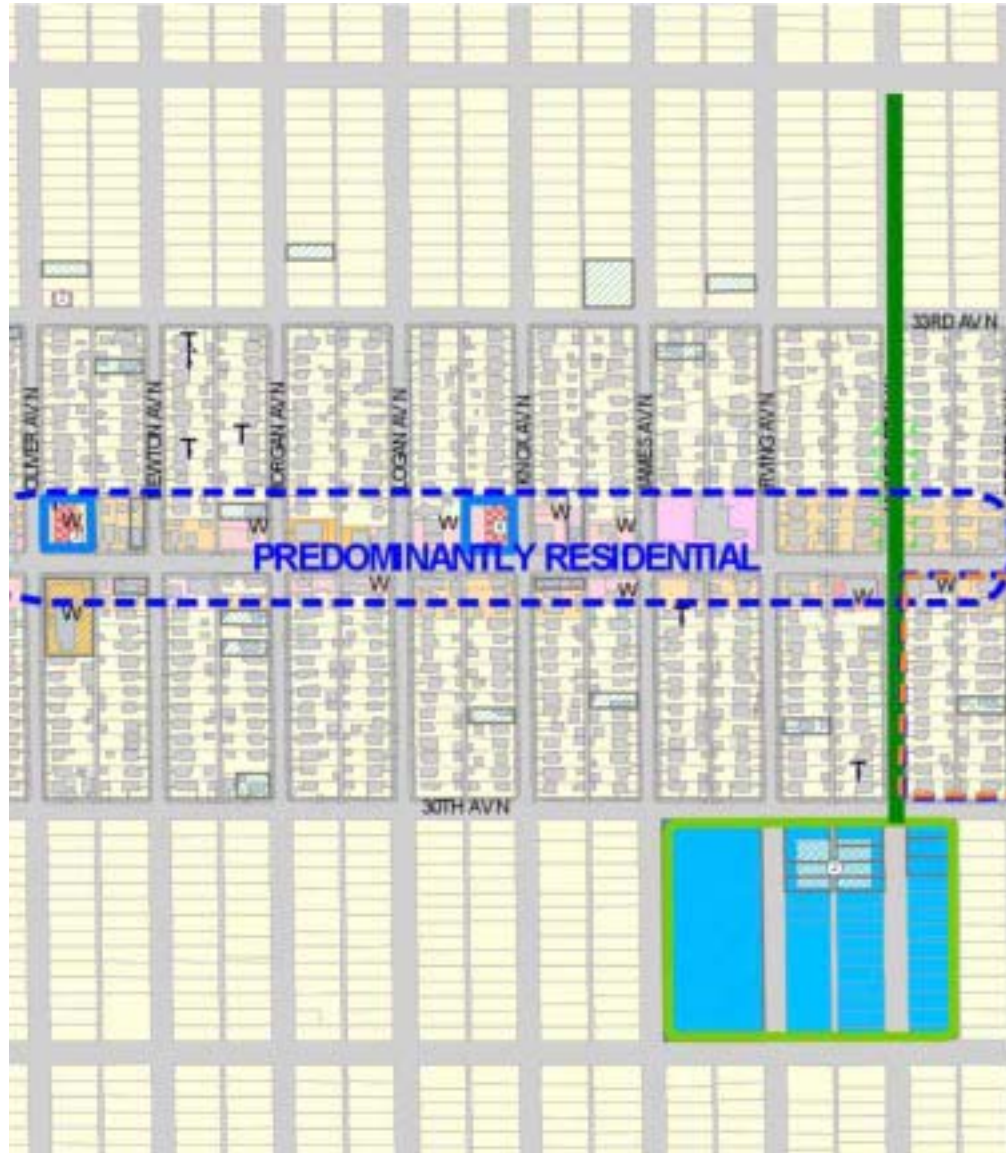 33RD AV N
OLIVER AV N
NEWTON AV N
MORGAN AV N
LOGAN AV N
KNOX AV N
JAMES AV N
IRVING AV N
T
T
T
W
W
W
W
W
PREDOMINANTLY RESIDENTIAL
W
W
W
W
W
T
T
30TH AV N